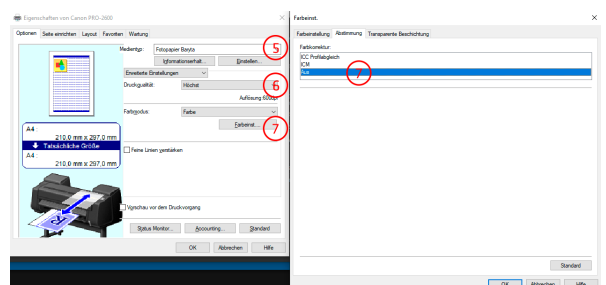 Eigenschaften von Canon PRO-2600
Optionen Seite einrichten Layout Favoriten Wartung
Medientyp: Fotopapier Baryta
5
Informationserhalt... Einstellen...
Erweiterte Einstellungen
Druckqualität: Höchst
6
Auflösung 600dpi
Farbmodus: Farbe
Farbeinst...
7
A4 :
210,0 mm x 297,0 mm
Tatsächliche Größe
A4 :
210,0 mm x 297,0 mm
Feine Linien verstärken
Vorschau vor dem Druckvorgang
Status Monitor... Accounting... Standard
OK Abbrechen Hilfe
Farbeinst.
Farbeinstellung Abstimmung Transparente Beschichtung
Farbkorrektur:
ICC Profilabgleich
ICM
Aus
7
Standard
OK Abbrechen Hilfe